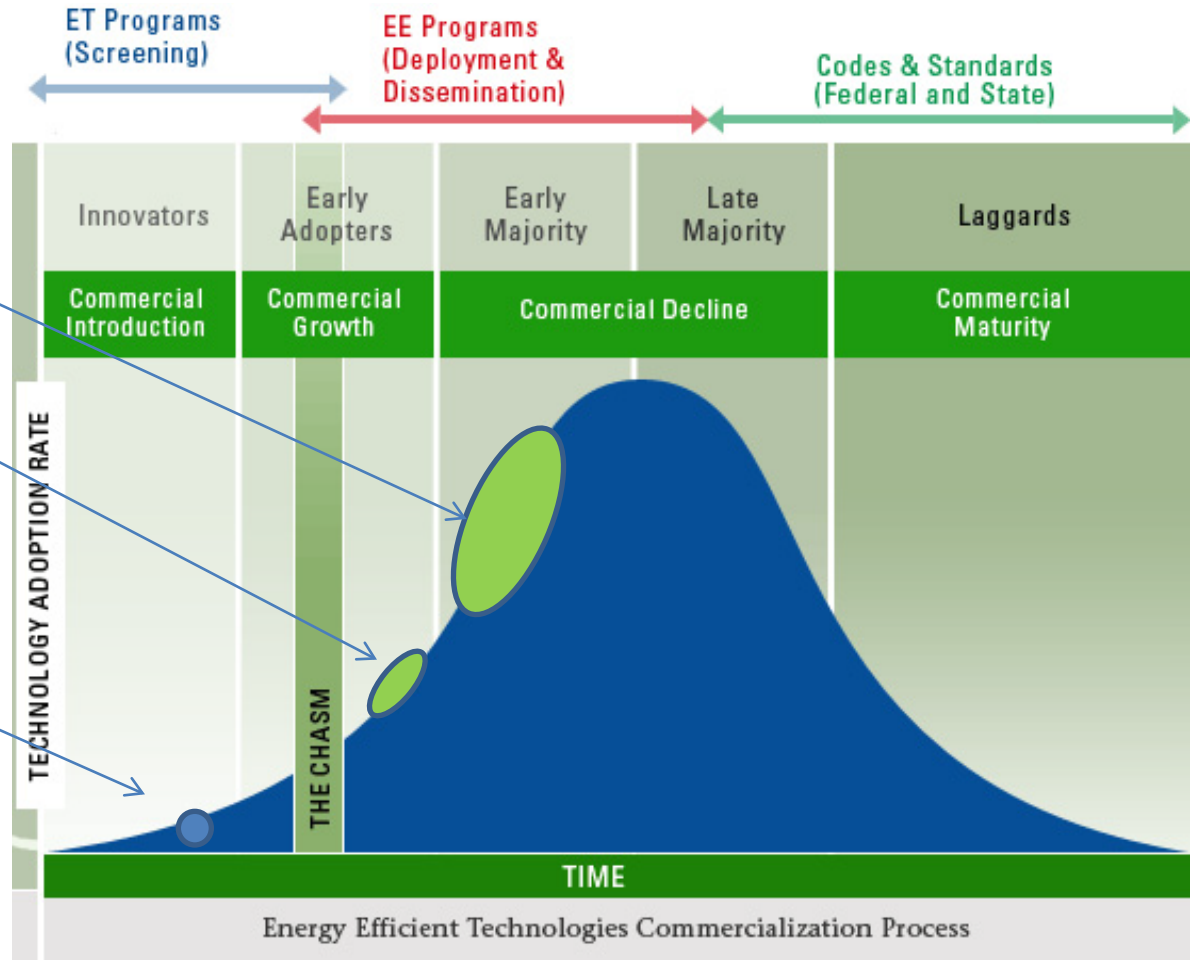 ET Programs
(Screening)
EE Programs
(Deployment &
Dissemination)
Codes & Standards
(Federal and State)
Innovators
Early
Adopters
Early
Majority
Late
Majority
Laggards
Commercial
Introduction
Commercial
Growth
Commercial Decline
Commercial
Maturity
TECHNOLOGY ADOPTION RATE
THE CHASM
TIME
Energy Efficient Technologies Commercialization Process